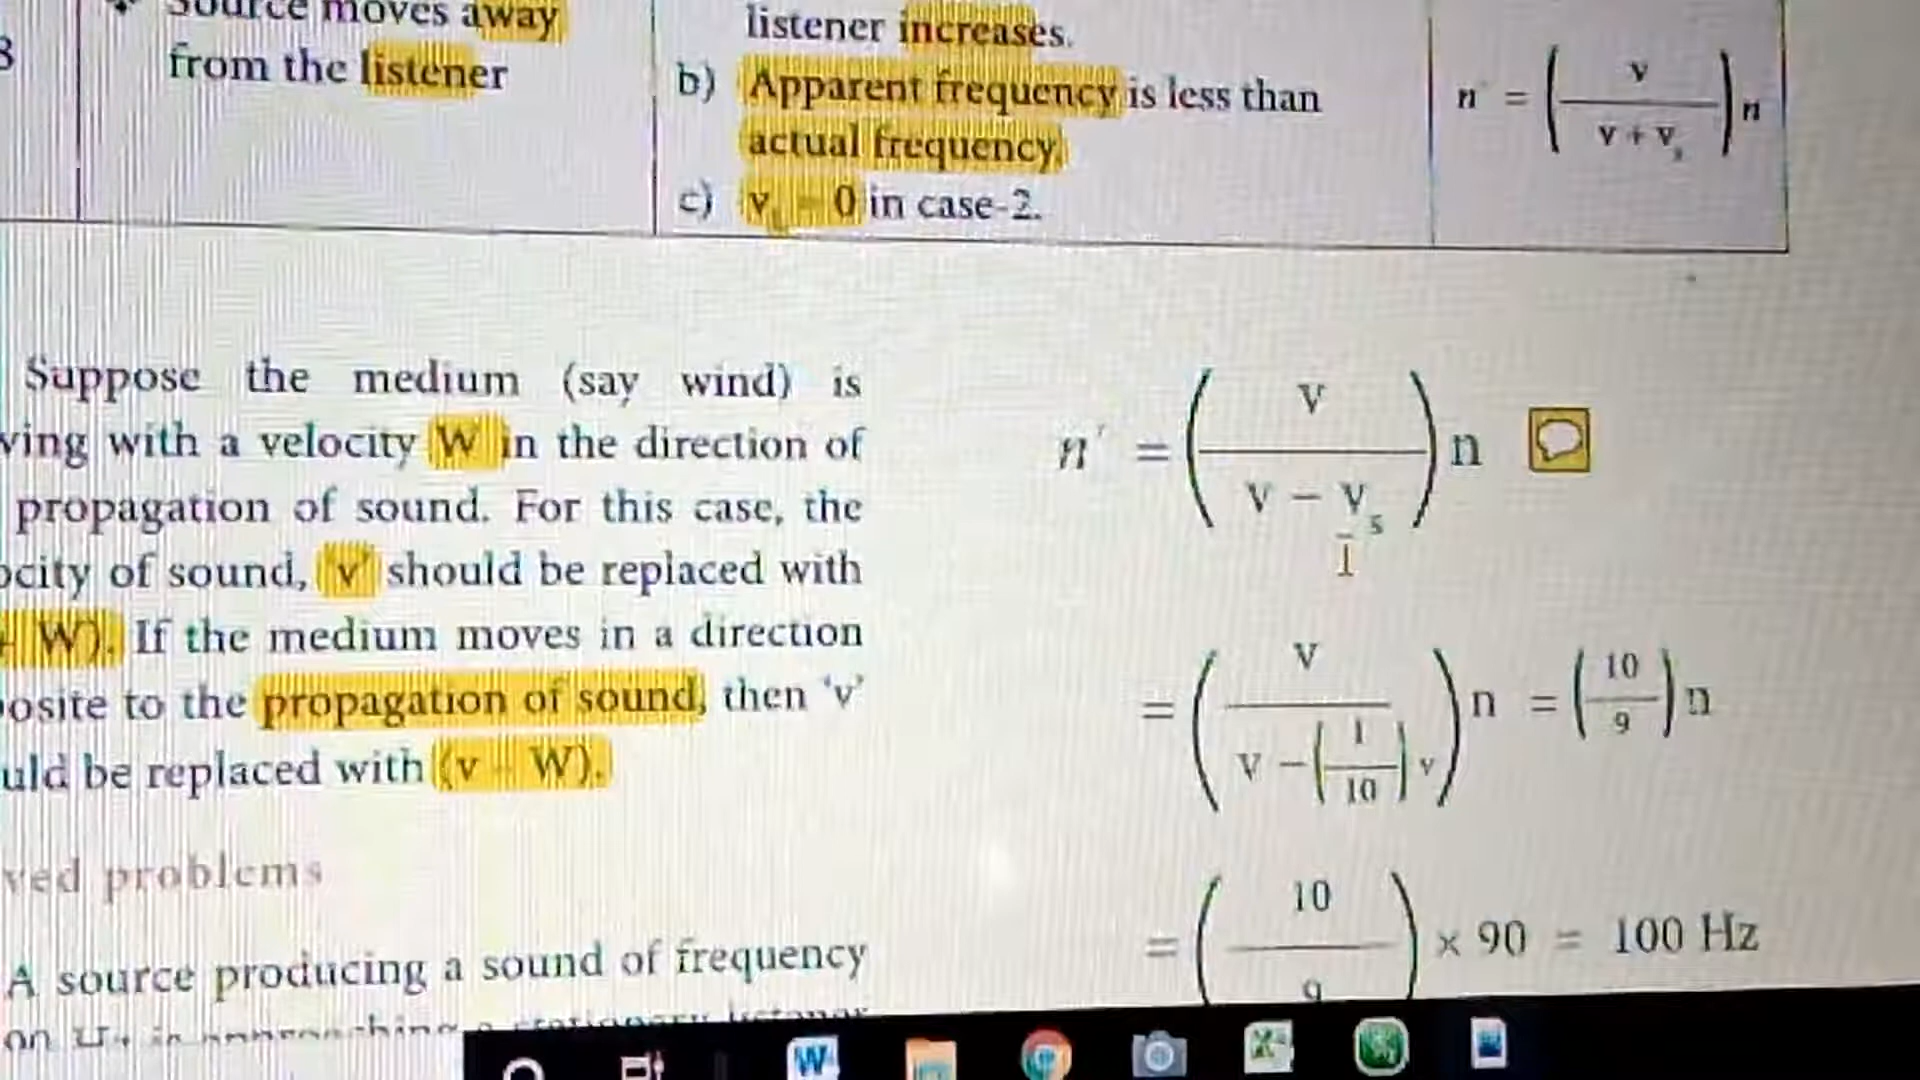 Source moves away
from the listener
listener increases.
b) Apparent frequency is less than
actual frequency.
c) v = 0 in case-2.
n' = ( v / v + vₛ ) n
Suppose the medium (say wind) is
ving with a velocity W in the direction of
propagation of sound. For this case, the
ocity of sound, 'v' should be replaced with
+ W). If the medium moves in a direction
posite to the propagation of sound, then 'v'
uld be replaced with (v - W).
ved problems
A source producing a sound of frequency
n' = ( v / v - vₛ ) n
= ( v / v - (1/10) v ) n = (10/9) n
= ( 10 / 9 ) × 90 = 100 Hz